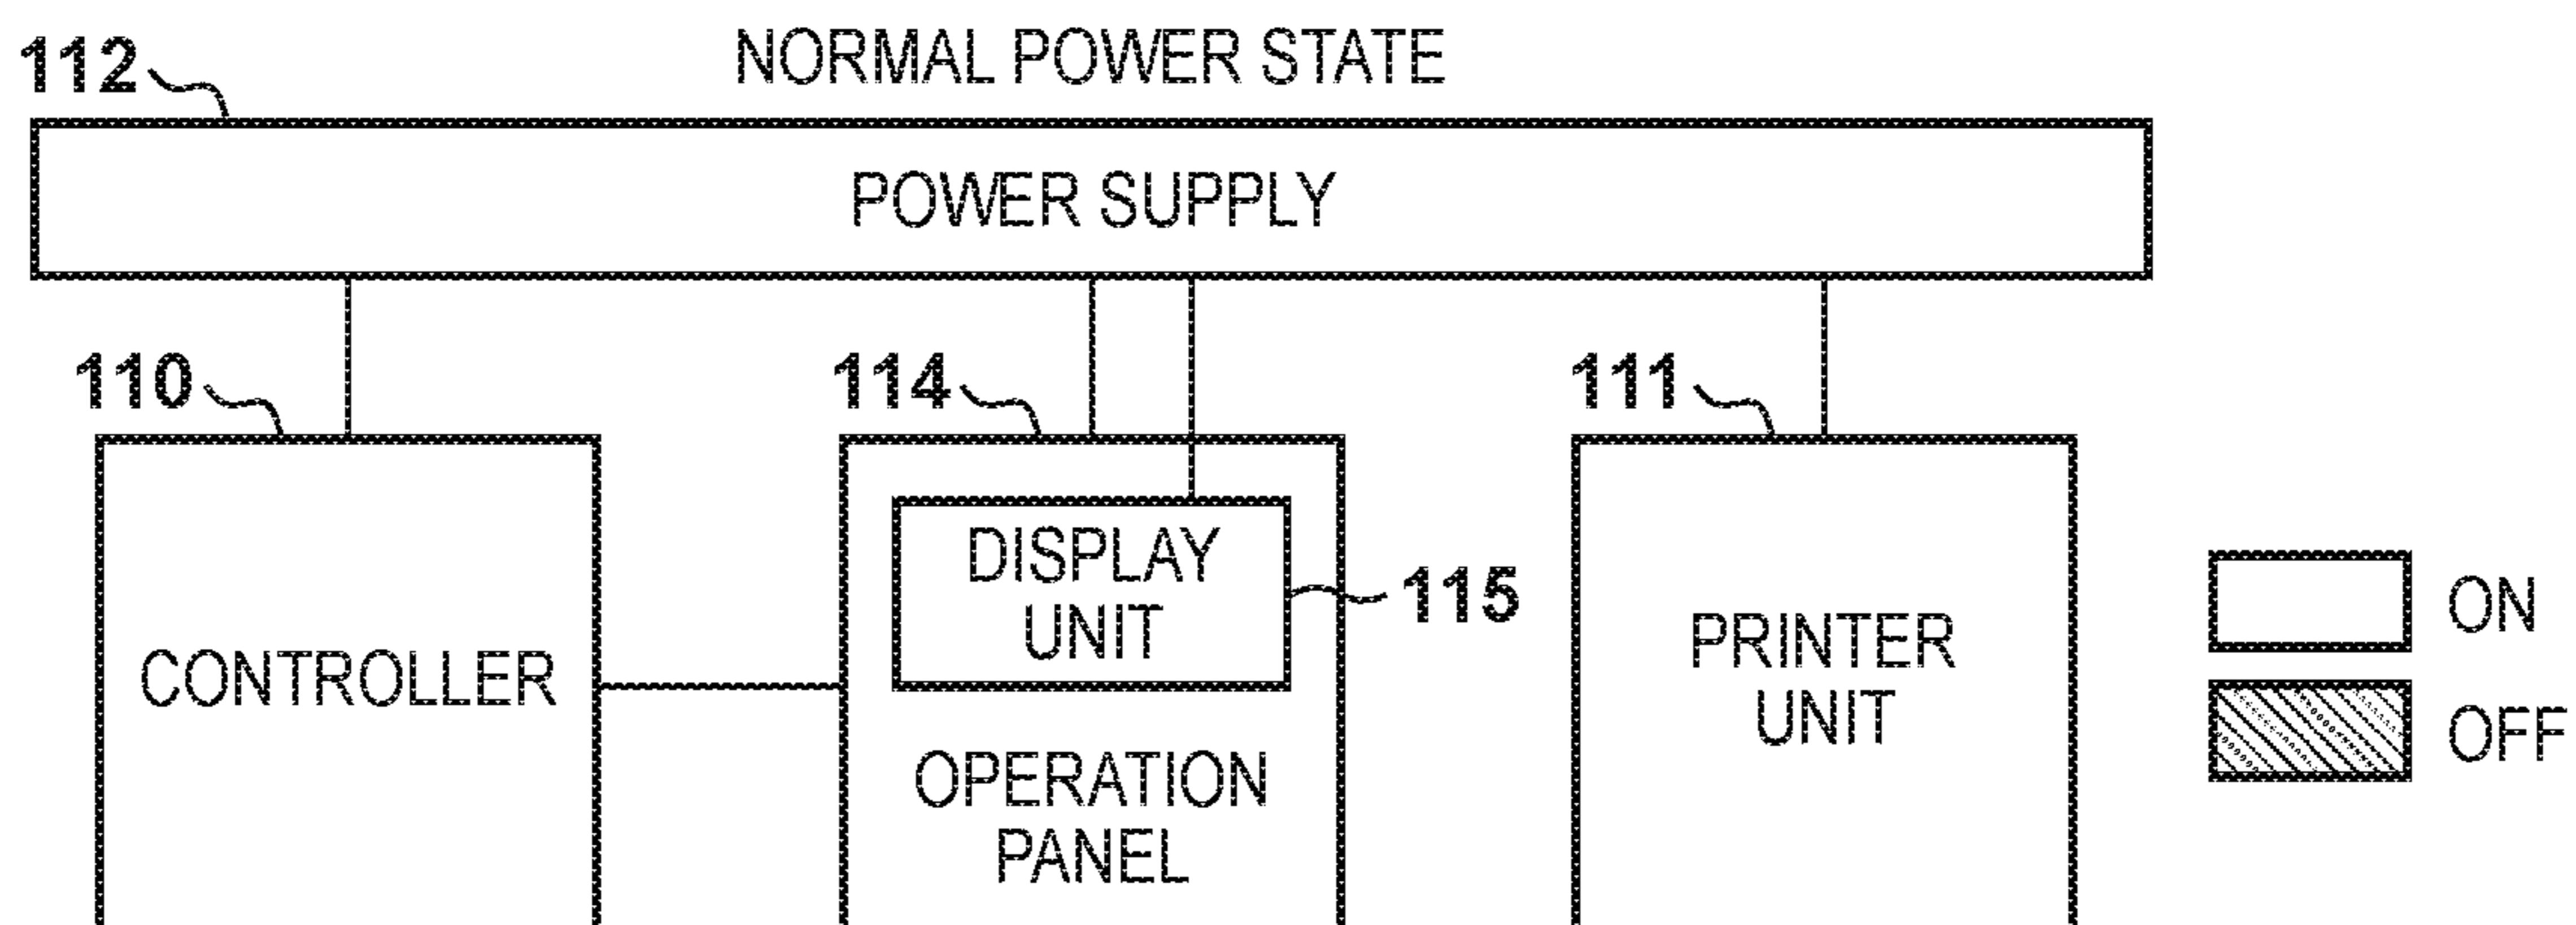 NORMAL POWER STATE
112
POWER SUPPLY
110
114
111
DISPLAY
UNIT
115
CONTROLLER
OPERATION
PANEL
PRINTER
UNIT
ON
OFF